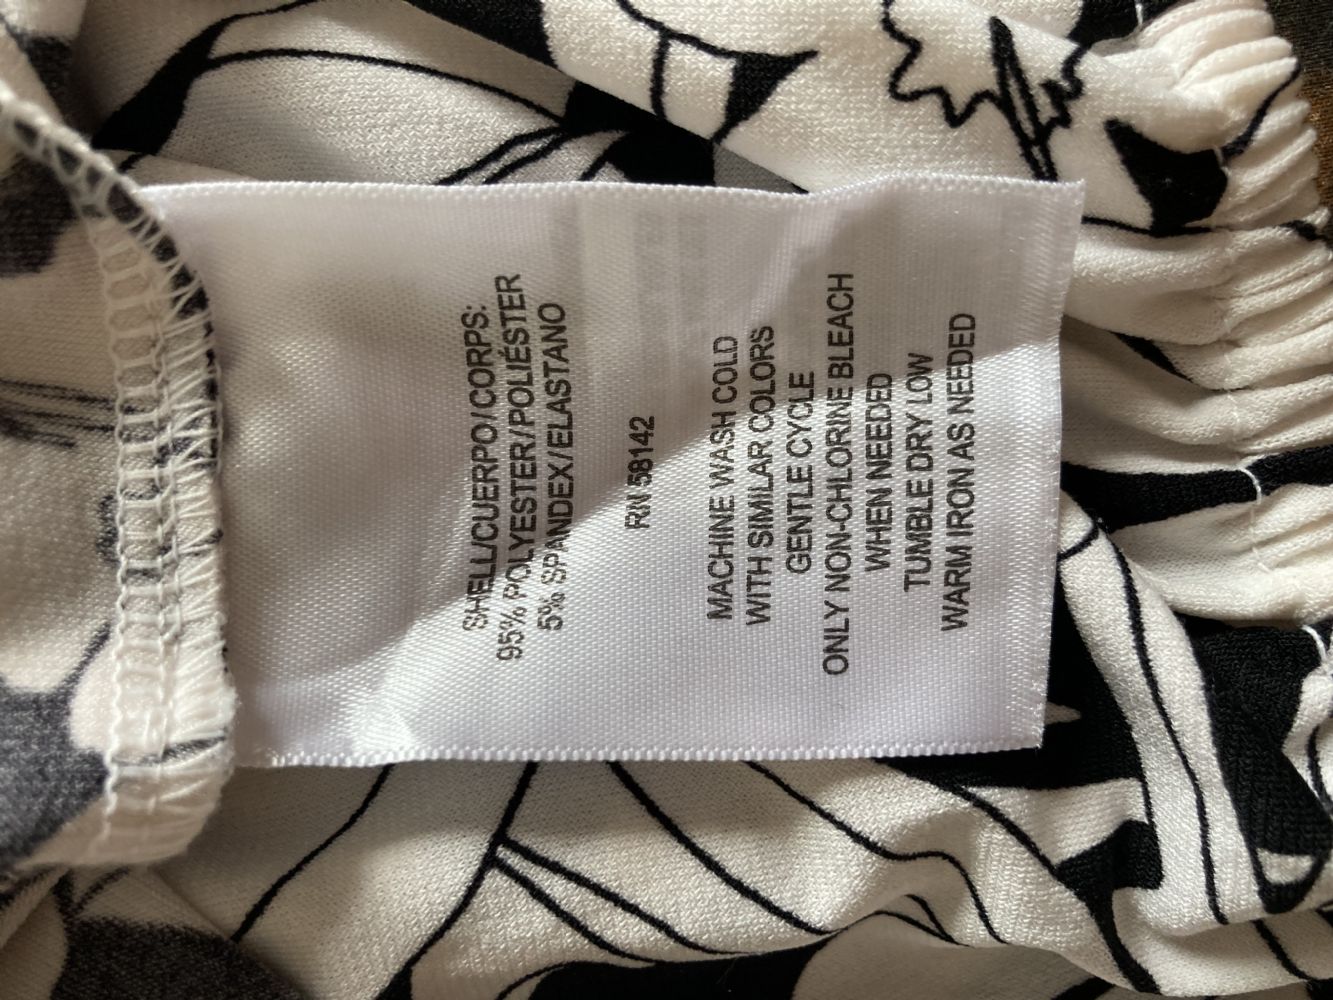 SHELL/CUERPO/CORPS:
95% POLYESTER/POLIÉSTER
5% SPANDEX/ELASTANO
RN 58142
MACHINE WASH COLD
WITH SIMILAR COLORS
GENTLE CYCLE
ONLY NON-CHLORINE BLEACH
WHEN NEEDED
TUMBLE DRY LOW
WARM IRON AS NEEDED